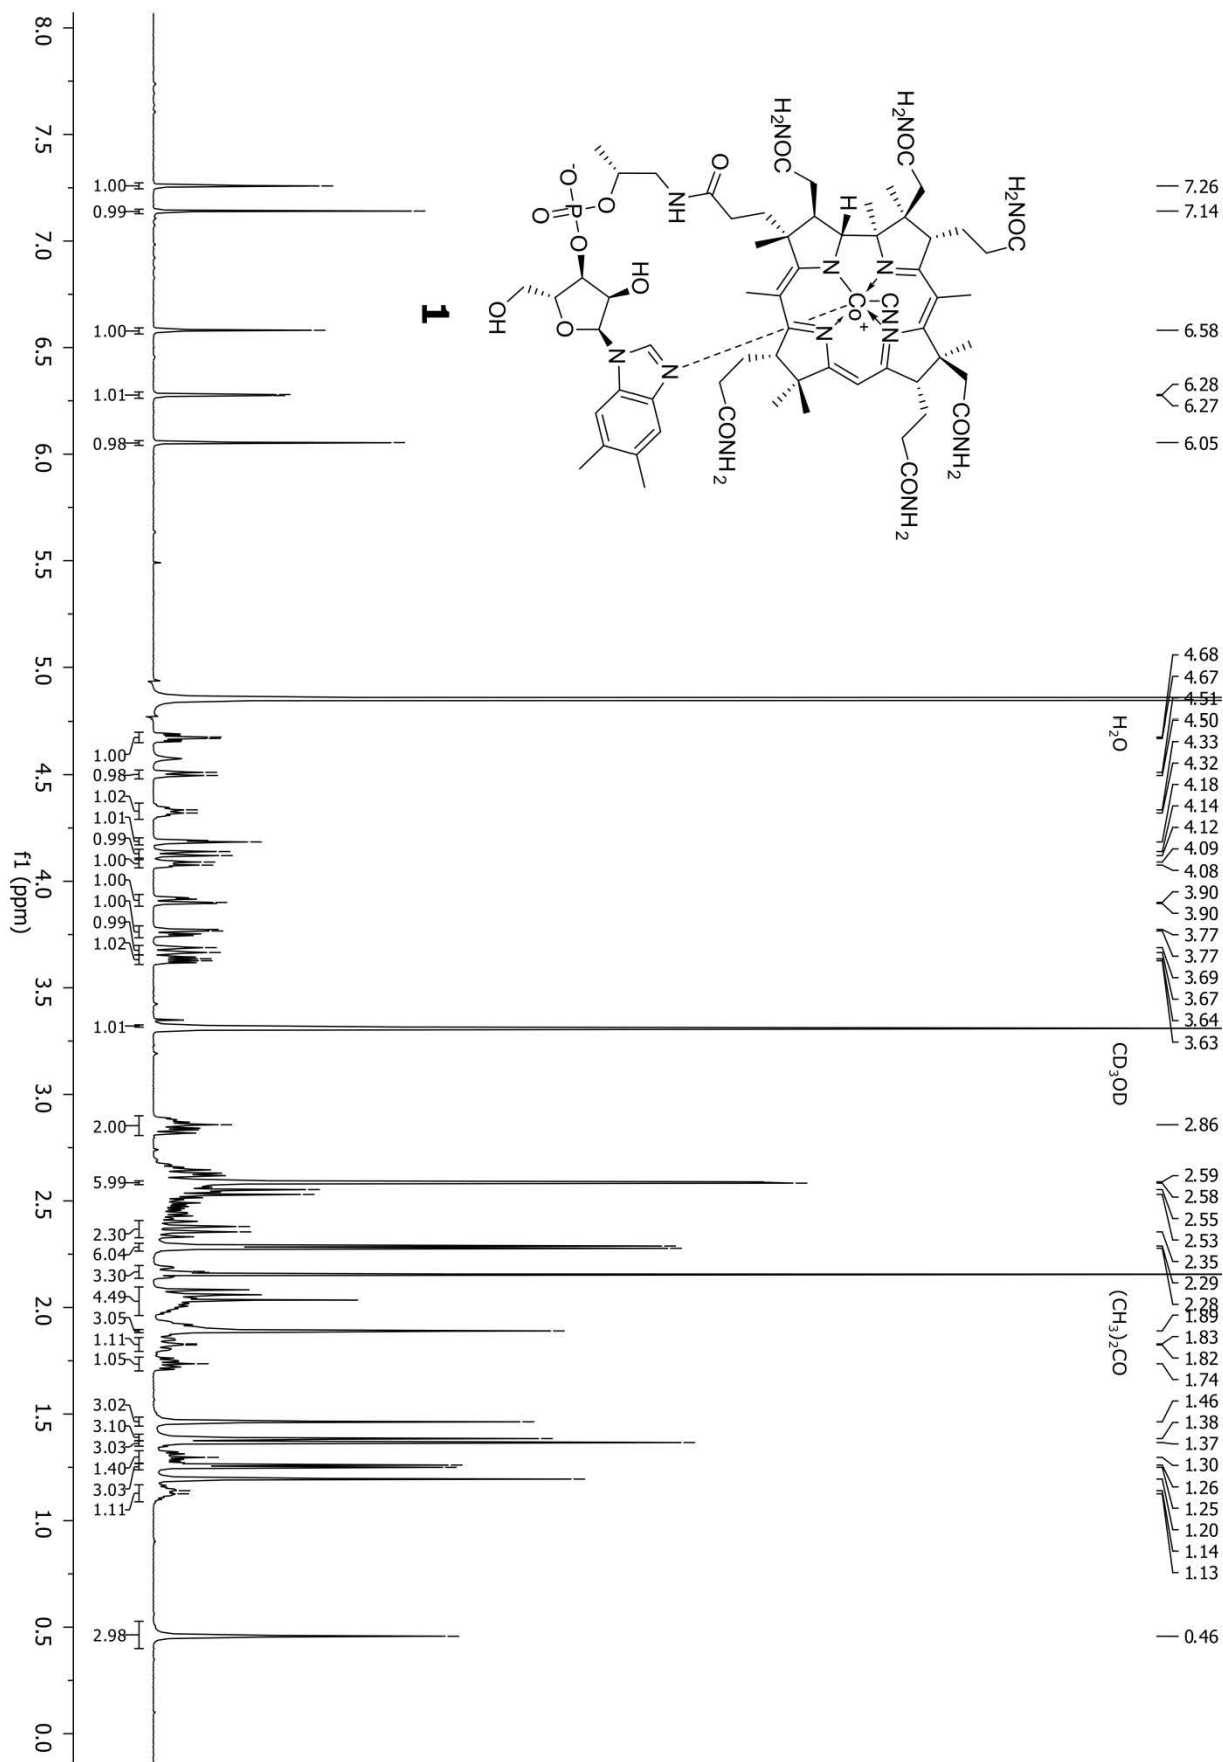 7.26
7.14
6.58
6.28
6.27
6.05
4.68
4.67
4.51
4.50
4.33
4.32
4.18
4.14
4.12
4.09
4.08
3.90
3.90
3.77
3.77
3.69
3.67
3.64
3.63
2.86
2.59
2.58
2.55
2.53
2.35
2.29
2.28
1.89
1.83
1.82
1.74
1.46
1.38
1.37
1.30
1.26
1.25
1.20
1.14
1.13
0.46
H₂NOC
H₂NOC
H₂NOC
H₂NOC
H
N
N
N
N
CN
Co⁺
CONH₂
CONH₂
CONH₂
O
NH
O
-O
P
O
O
HO
O
OH
N
N
1
H₂O
CD₃OD
(CH₃)₂CO
1.00
0.99
1.00
1.01
0.98
1.00
0.98
1.02
1.01
0.99
1.00
1.00
1.00
0.99
1.02
1.01
2.00
5.99
2.30
6.04
3.30
4.49
3.05
1.11
1.05
3.02
3.10
3.03
1.40
3.03
1.11
2.98
8.0 7.5 7.0 6.5 6.0 5.5 5.0 4.5 4.0 3.5 3.0 2.5 2.0 1.5 1.0 0.5 0.0
f1 (ppm)